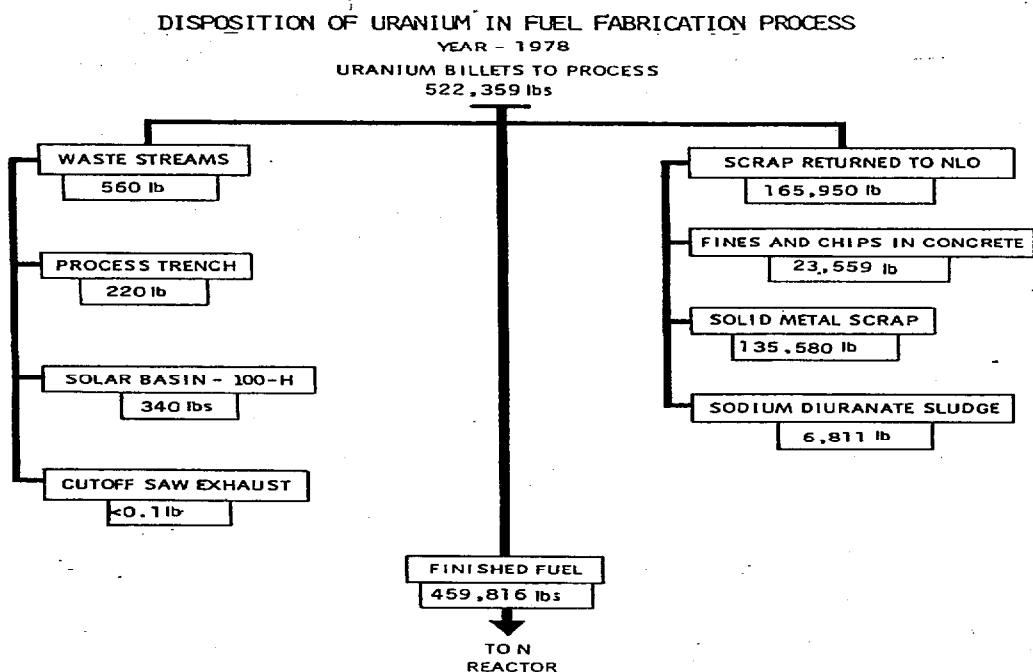 DISPOSITION OF URANIUM IN FUEL FABRICATION PROCESS
YEAR - 1978
URANIUM BILLETS TO PROCESS
522,359 lbs
WASTE STREAMS
560 lb
PROCESS TRENCH
220 lb
SOLAR BASIN - 100-H
340 lbs
CUTOFF SAW EXHAUST
<0.1 lb
SCRAP RETURNED TO NLO
165,950 lb
FINES AND CHIPS IN CONCRETE
23,559 lb
SOLID METAL SCRAP
135,580 lb
SODIUM DIURANATE SLUDGE
6,811 lb
FINISHED FUEL
459,816 lbs
TO N
REACTOR